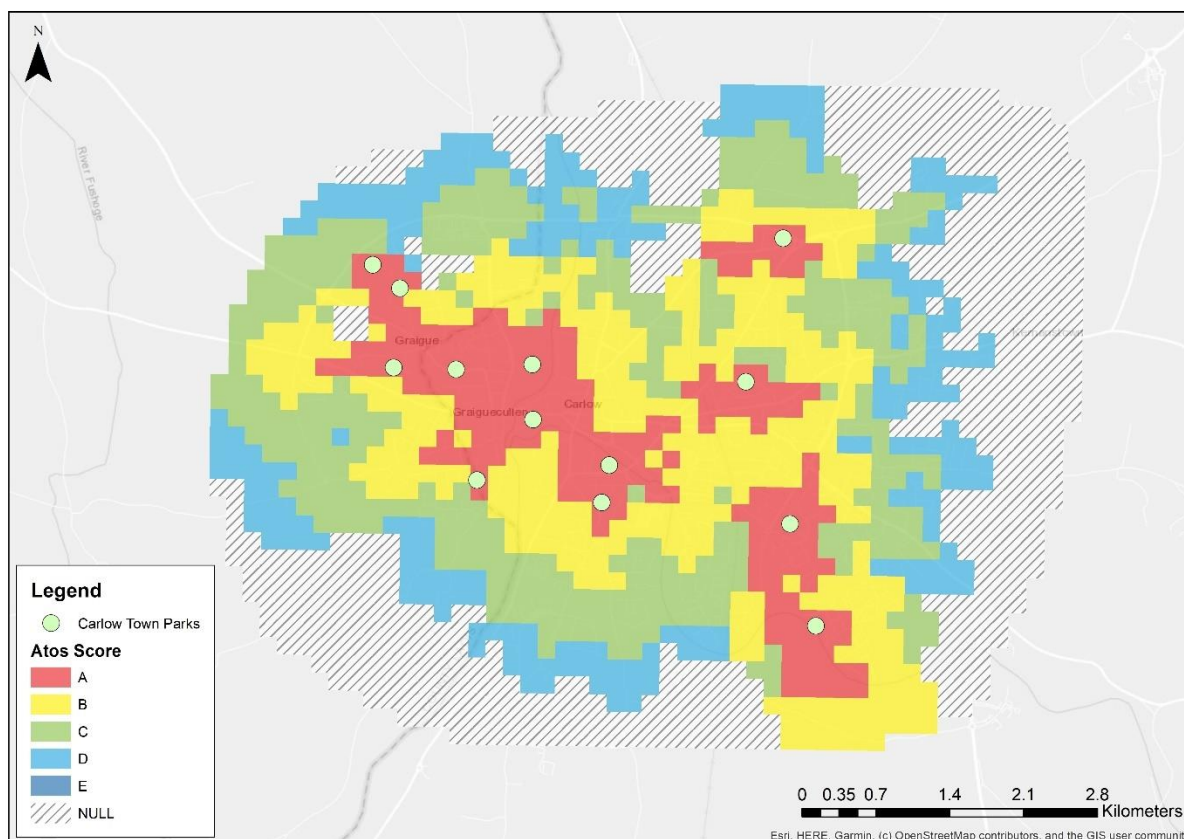 N
River Fushoge
Graigue
Graiguecullen
Carlow
Legend
Carlow Town Parks
Atos Score
A
B
C
D
E
NULL
0 0.35 0.7 1.4 2.1 2.8
Kilometers
Esri, HERE, Garmin, (c) OpenStreetMap contributors, and the GIS user communit